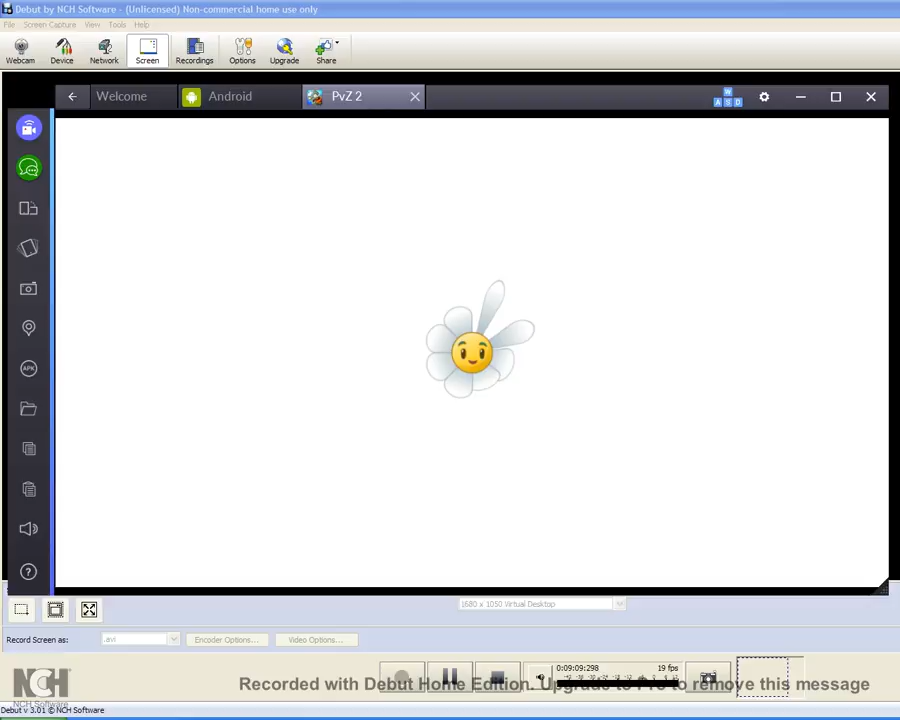 Debut by NCH Software - (Unlicensed) Non-commercial home use only
File Screen Capture View Tools Help
Webcam Device Network Screen Recordings Options Upgrade Share
Welcome Android PvZ 2
W
A S D
APK
?
1680 x 1050 Virtual Desktop
Record Screen as: .avi Encoder Options... Video Options...
0:09:09:298 19 fps
NCH
NCH Software
Recorded with Debut Home Edition. Upgrade to Pro to remove this message
Debut v 3.01 © NCH Software